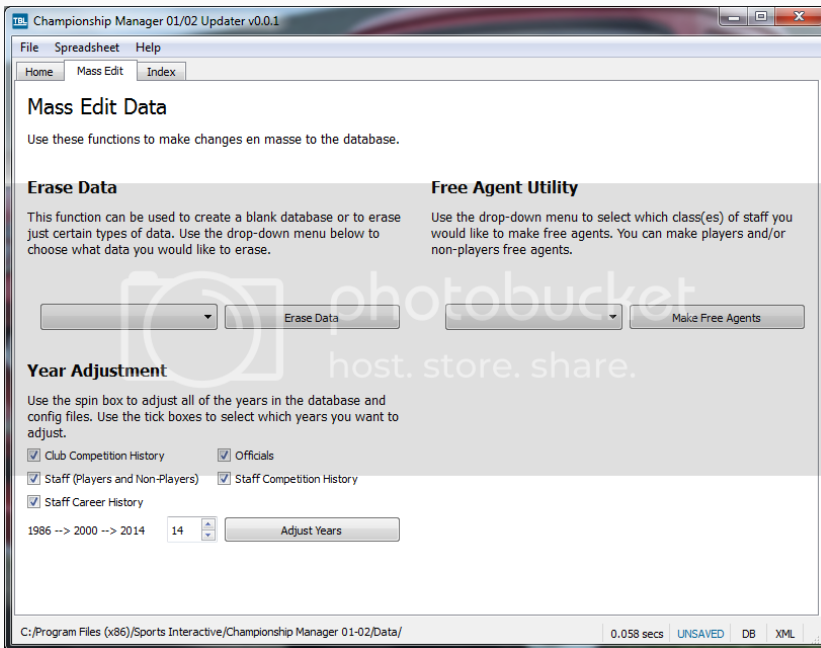 TBL Championship Manager 01/02 Updater v0.0.1
File Spreadsheet Help
Home Mass Edit Index
Mass Edit Data
Use these functions to make changes en masse to the database.
Erase Data
This function can be used to create a blank database or to erase
just certain types of data. Use the drop-down menu below to
choose what data you would like to erase.
Erase Data
Free Agent Utility
Use the drop-down menu to select which class(es) of staff you
would like to make free agents. You can make players and/or
non-players free agents.
Make Free Agents
photobucket
host. store. share.
Year Adjustment
Use the spin box to adjust all of the years in the database and
config files. Use the tick boxes to select which years you want to
adjust.
Club Competition History Officials
Staff (Players and Non-Players) Staff Competition History
Staff Career History
1986 --> 2000 --> 2014 14 Adjust Years
C:/Program Files (x86)/Sports Interactive/Championship Manager 01-02/Data/ 0.058 secs UNSAVED DB XML